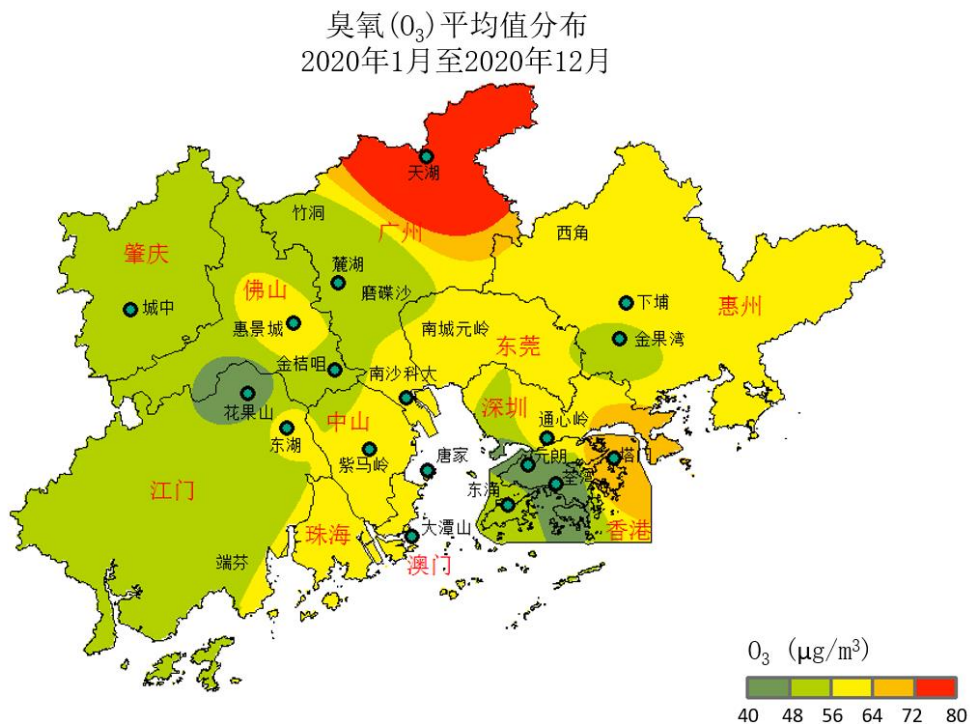 臭氧(O₃)平均值分布
2020年1月至2020年12月
天湖
竹洞
广州
西角
肇庆
麓湖
佛山
磨碟沙
城中
下埔
惠州
惠景城
南城元岭
金果湾
东莞
金桔咀
南沙科大
花果山
中山
深圳
通心岭
东湖
紫马岭
唐家
元朗
塔门
荃湾
江门
东涌
珠海
大潭山
香港
端芬
澳门
O₃ (μg/m³)
40 48 56 64 72 80